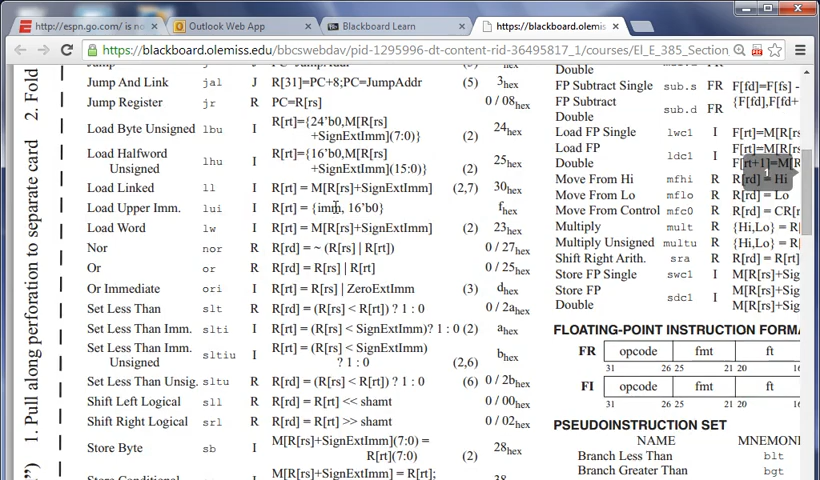 http://espn.go.com/ is no
Outlook Web App
Blackboard Learn
https://blackboard.olemis
https://blackboard.olemiss.edu/bbcswebdav/pid-1295996-dt-content-rid-36495817_1/courses/El_E_385_Section
1. Pull along perforation to separate card 2. Fold
Jump And Link jal J R[31]=PC+8;PC=JumpAddr (5) 3hex
Jump Register jr R PC=R[rs] 0 / 08hex
Load Byte Unsigned lbu I R[rt]={24'b0,M[R[rs]
+SignExtImm](7:0)} (2) 24hex
Load Halfword
Unsigned lhu I R[rt]={16'b0,M[R[rs]
+SignExtImm](15:0)} (2) 25hex
Load Linked ll I R[rt] = M[R[rs]+SignExtImm] (2,7) 30hex
Load Upper Imm. lui I R[rt] = {imm, 16'b0} fhex
Load Word lw I R[rt] = M[R[rs]+SignExtImm] (2) 23hex
Nor nor R R[rd] = ~ (R[rs] | R[rt]) 0 / 27hex
Or or R R[rd] = R[rs] | R[rt] 0 / 25hex
Or Immediate ori I R[rt] = R[rs] | ZeroExtImm (3) dhex
Set Less Than slt R R[rd] = (R[rs] < R[rt]) ? 1 : 0 0 / 2ahex
Set Less Than Imm. slti I R[rt] = (R[rs] < SignExtImm)? 1 : 0 (2) ahex
Set Less Than Imm.
Unsigned sltiu I R[rt] = (R[rs] < SignExtImm)
? 1 : 0 (2,6) bhex
Set Less Than Unsig. sltu R R[rd] = (R[rs] < R[rt]) ? 1 : 0 (6) 0 / 2bhex
Shift Left Logical sll R R[rd] = R[rt] << shamt 0 / 00hex
Shift Right Logical srl R R[rd] = R[rt] >> shamt 0 / 02hex
Store Byte sb I M[R[rs]+SignExtImm](7:0) =
R[rt](7:0) (2) 28hex
M[R[rs]+SignExtImm] = R[rt];
Double
FP Subtract Single sub.s FR F[fd]=F[fs] -
FP Subtract
Double sub.d FR {F[fd],F[fd+
Load FP Single lwc1 I F[rt]=M[R
Load FP
Double ldc1 I F[rt]=M[R
F[rt+1]=M[R
1
Move From Hi mfhi R R[rd] = Hi
Move From Lo mflo R R[rd] = Lo
Move From Control mfc0 R R[rd] = CR[r
Multiply mult R {Hi,Lo} = R
Multiply Unsigned multu R {Hi,Lo} = R
Shift Right Arith. sra R R[rd] = R[rt]
Store FP Single swc1 I M[R[rs]+Sig
Store FP
Double sdc1 I M[R[rs]+Sig
M[R[rs]+Sig
FLOATING-POINT INSTRUCTION FORMA
FR opcode fmt ft
31 26 25 21 20 16
FI opcode fmt ft
31 26 25 21 20 16
PSEUDOINSTRUCTION SET
NAME MNEMONI
Branch Less Than blt
Branch Greater Than bgt